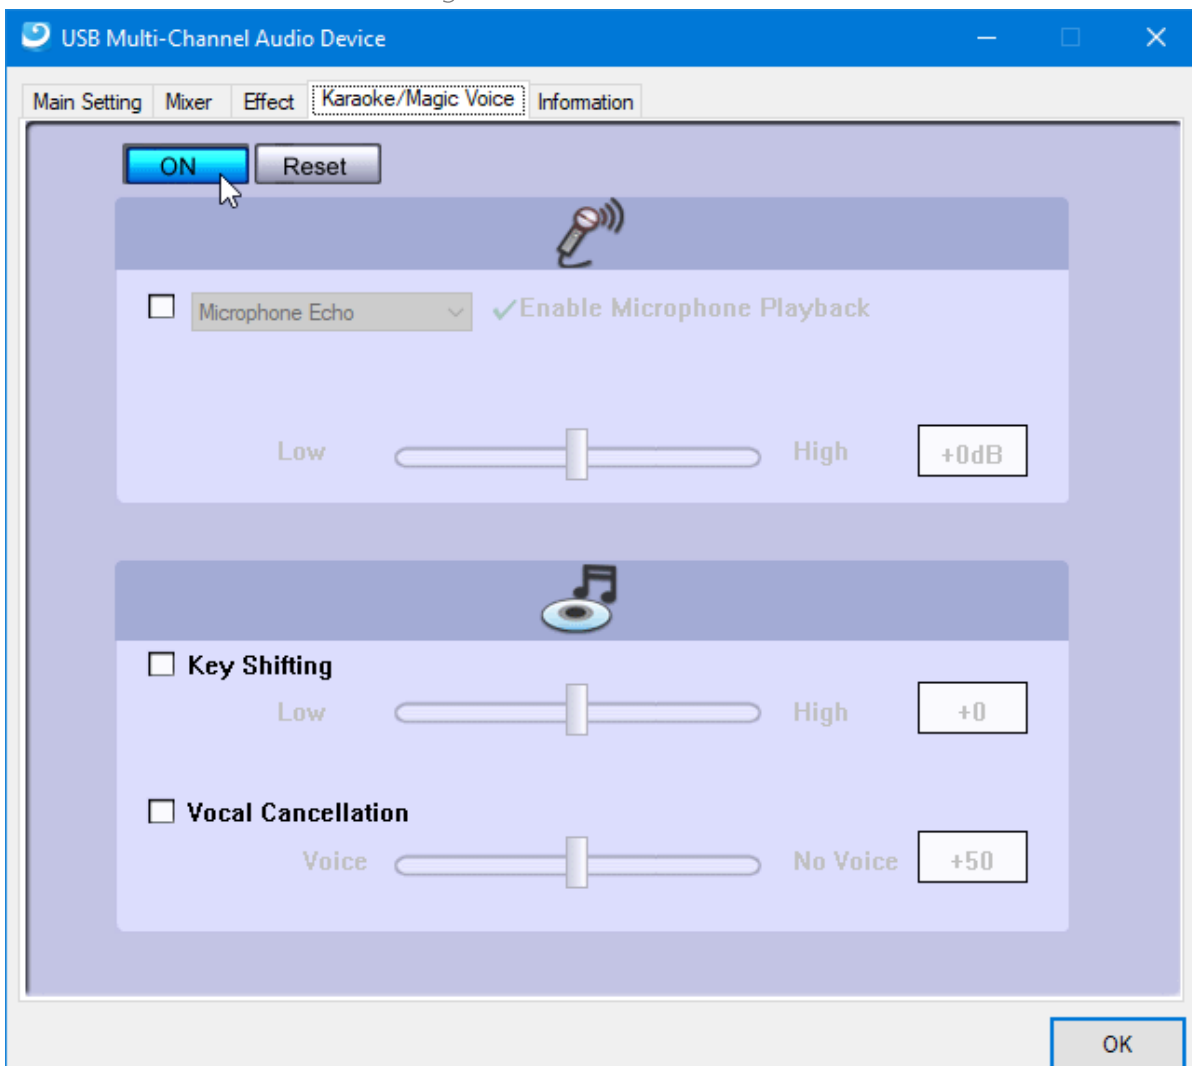 USB Multi-Channel Audio Device
Main Setting Mixer Effect Karaoke/Magic Voice Information
ON Reset
Microphone Echo ✓Enable Microphone Playback
Low High +0dB
Key Shifting
Low High +0
Vocal Cancellation
Voice No Voice +50
OK